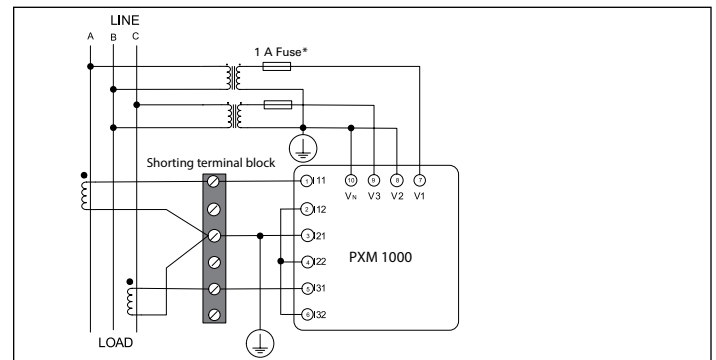 LINE
A B C
1 A Fuse*
Shorting terminal block
10 9 8 7
VN V3 V2 V1
1 I11
2 I12
3 I21
PXM 1000
4 I22
5 I31
6 I32
LOAD